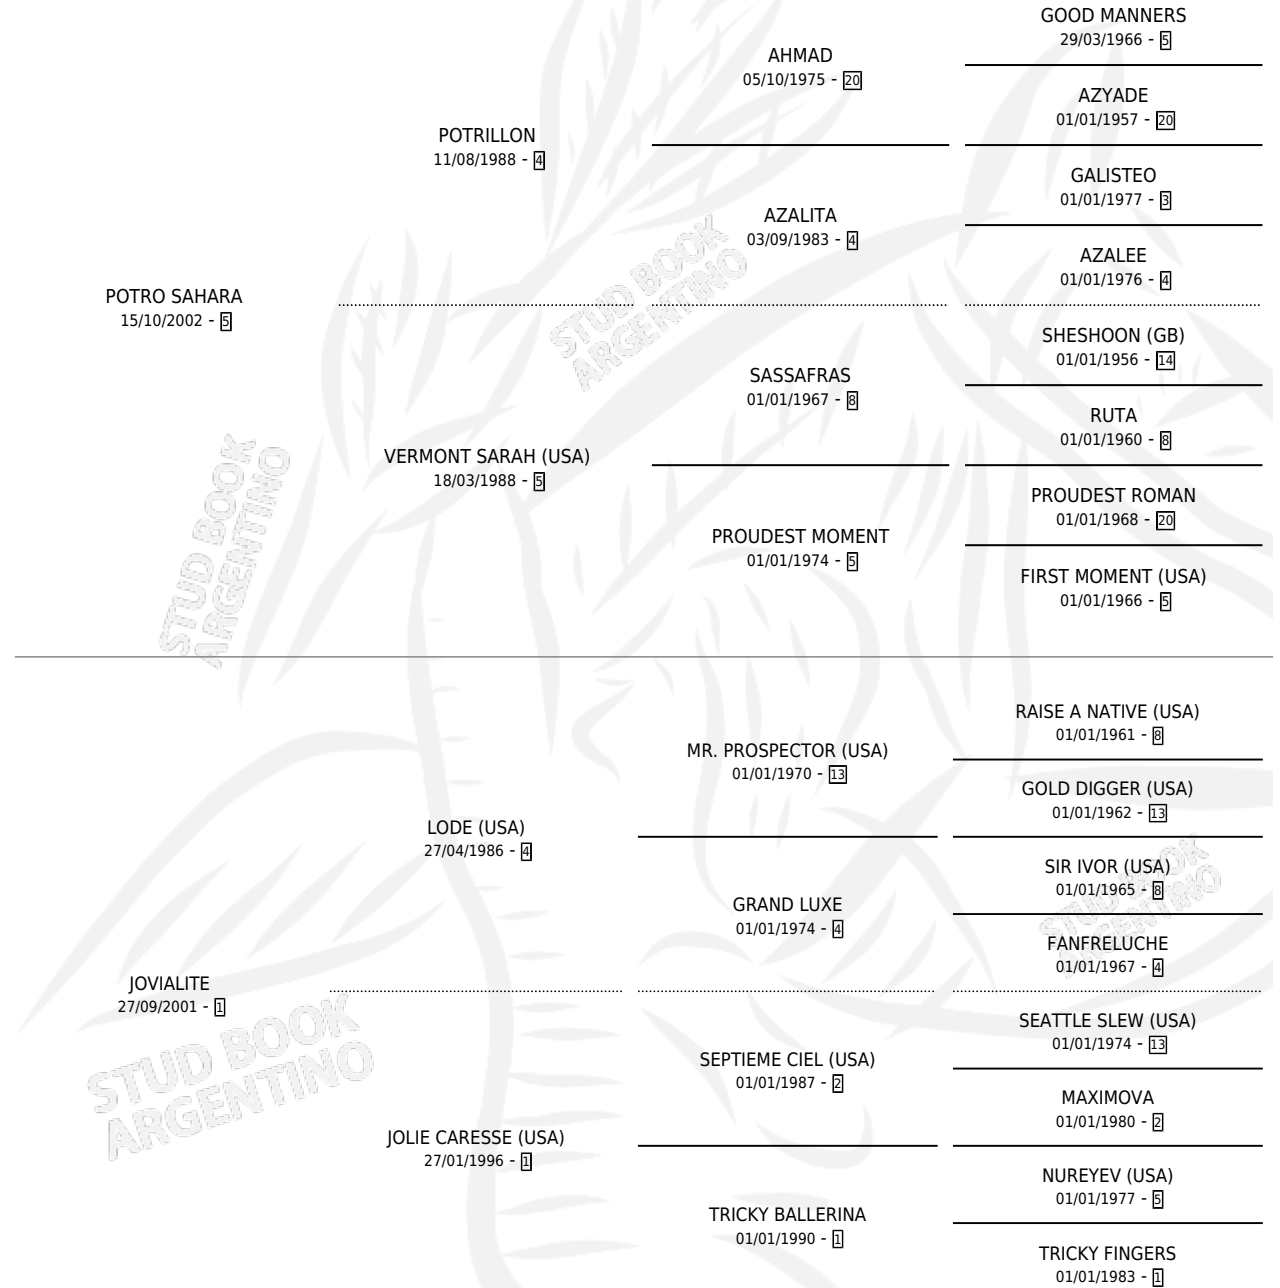 GOOD MANNERS
29/03/1966 - 5
AHMAD
05/10/1975 - 20
AZYADE
01/01/1957 - 20
POTRILLON
11/08/1988 - 4
GALISTEO
01/01/1977 - 3
AZALITA
03/09/1983 - 4
AZALEE
01/01/1976 - 4
POTRO SAHARA
15/10/2002 - 5
SHESHOON (GB)
01/01/1956 - 14
SASSAFRAS
01/01/1967 - 8
RUTA
01/01/1960 - 8
VERMONT SARAH (USA)
18/03/1988 - 5
PROUDEST ROMAN
01/01/1968 - 20
PROUDEST MOMENT
01/01/1974 - 5
FIRST MOMENT (USA)
01/01/1966 - 5
RAISE A NATIVE (USA)
01/01/1961 - 8
MR. PROSPECTOR (USA)
01/01/1970 - 13
GOLD DIGGER (USA)
01/01/1962 - 13
LODE (USA)
27/04/1986 - 4
SIR IVOR (USA)
01/01/1965 - 8
GRAND LUXE
01/01/1974 - 4
FANFRELUCHE
01/01/1967 - 4
JOVIALITE
27/09/2001 - 1
SEATTLE SLEW (USA)
01/01/1974 - 13
SEPTIEME CIEL (USA)
01/01/1987 - 2
MAXIMOVA
01/01/1980 - 2
JOLIE CARESSE (USA)
27/01/1996 - 1
NUREYEV (USA)
01/01/1977 - 5
TRICKY BALLERINA
01/01/1990 - 1
TRICKY FINGERS
01/01/1983 - 1
STUD BOOK
ARGENTINO
STUD BOOK
ARGENTINO
STUD BOOK
ARGENTINO
STUD BOOK
ARGENTINO